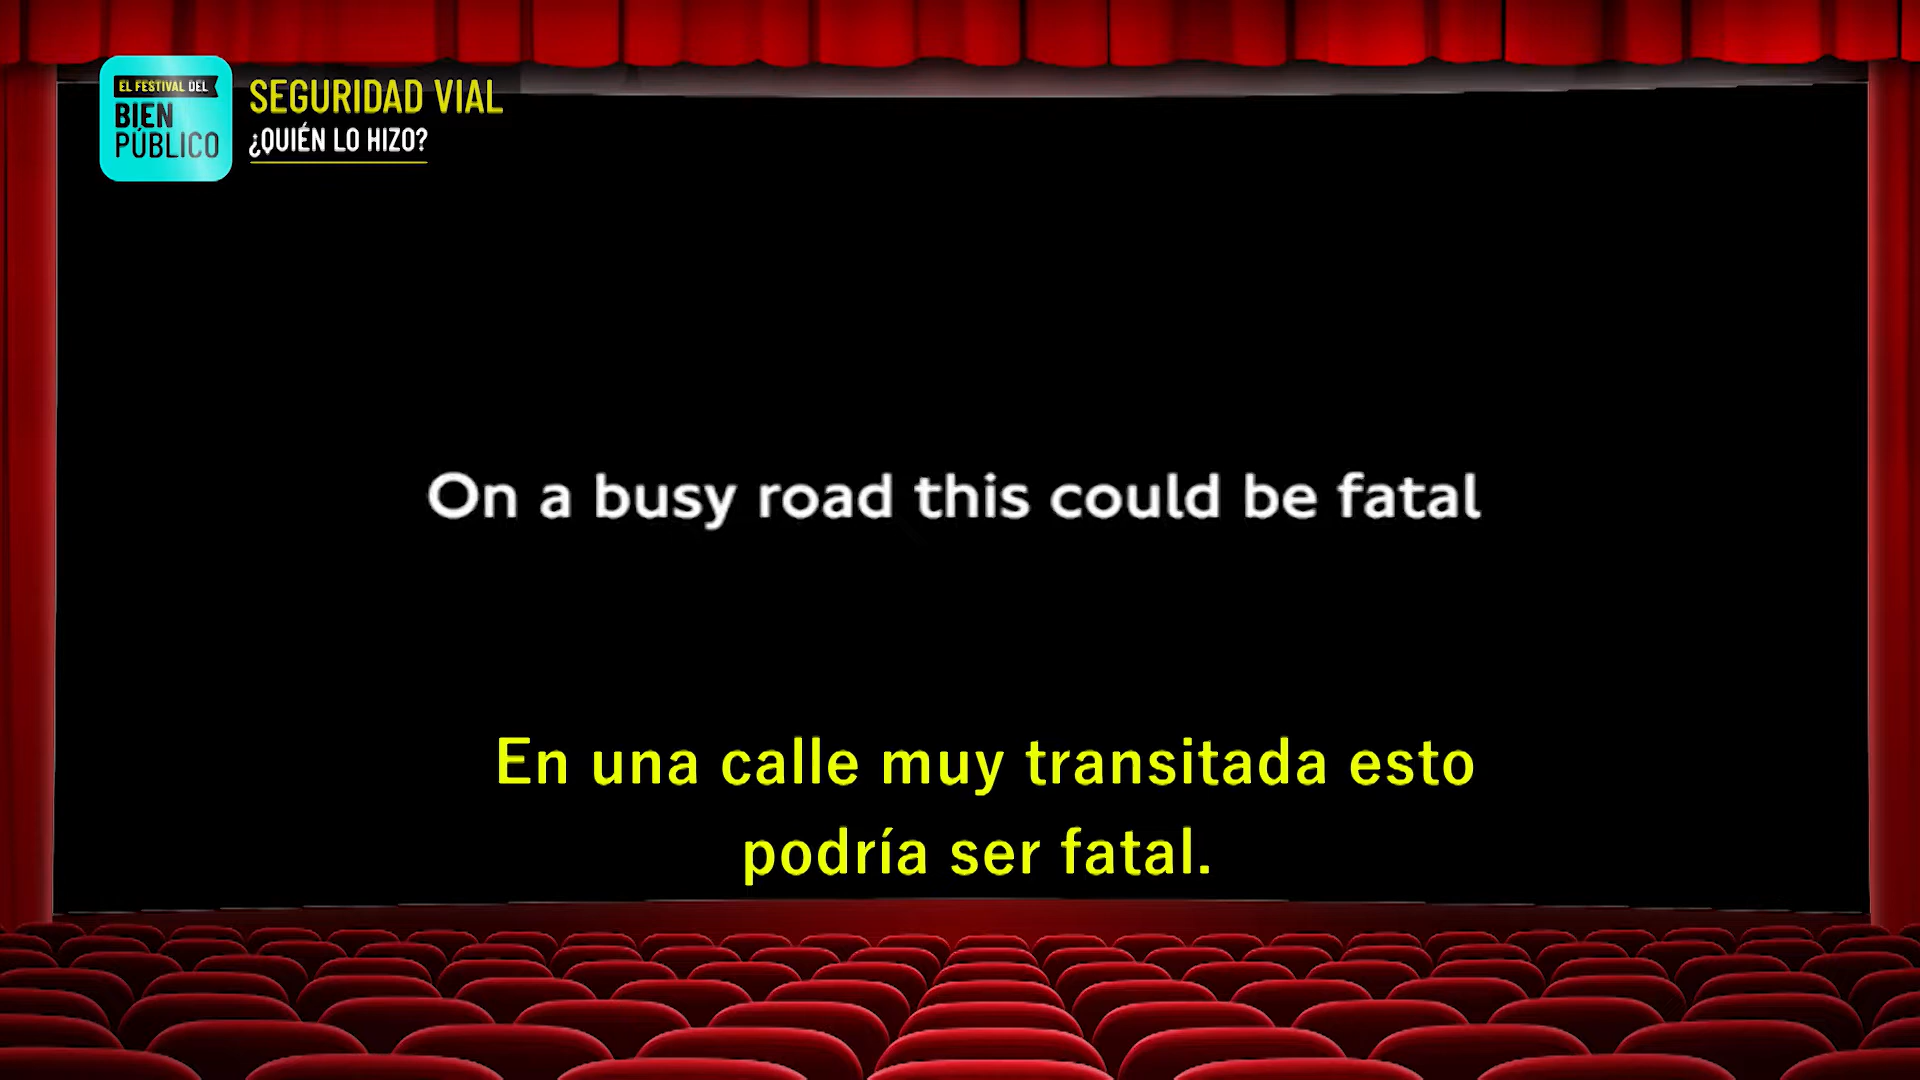 EL FESTIVAL DEL
BIEN
PÚBLICO
SEGURIDAD VIAL
¿QUIÉN LO HIZO?
On a busy road this could be fatal
En una calle muy transitada esto
podría ser fatal.